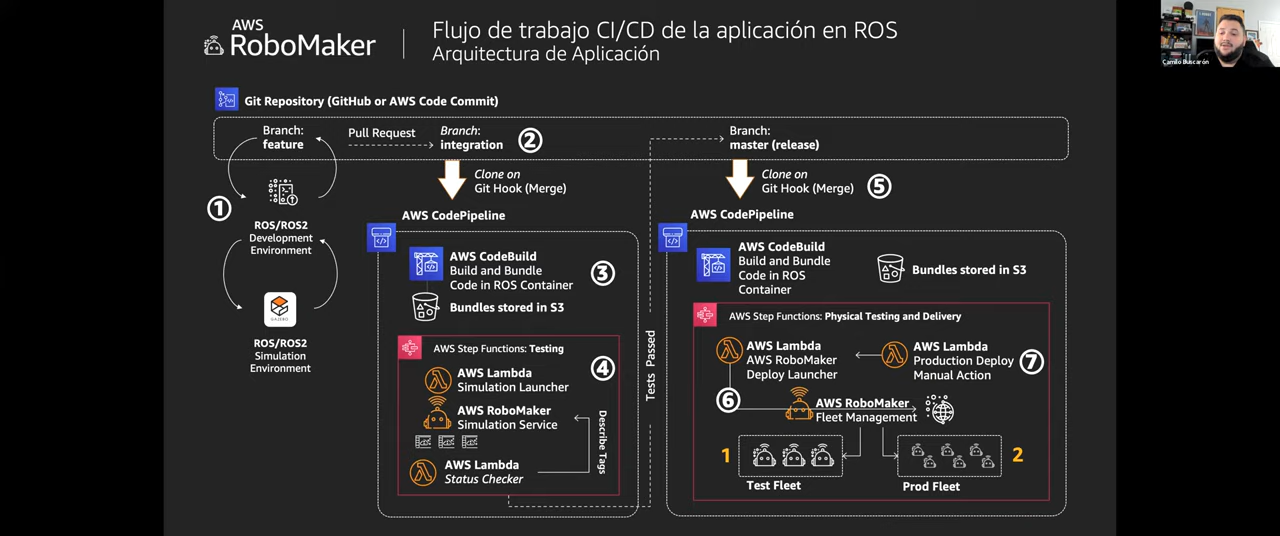 AWS
RoboMaker
Flujo de trabajo CI/CD de la aplicación en ROS
Arquitectura de Aplicación
Camilo Buscarón
Git Repository (GitHub or AWS Code Commit)
Branch:
feature
Pull Request
Branch:
integration
2
Branch:
master (release)
1
ROS/ROS2
Development
Environment
GAZEBO
ROS/ROS2
Simulation
Environment
Clone on
Git Hook (Merge)
AWS CodePipeline
AWS CodeBuild
Build and Bundle
Code in ROS Container
3
Bundles stored in S3
AWS Step Functions: Testing
4
AWS Lambda
Simulation Launcher
AWS RoboMaker
Simulation Service
AWS Lambda
Status Checker
Describe Tags
Tests Passed
Clone on
Git Hook (Merge)
5
AWS CodePipeline
AWS CodeBuild
Build and Bundle
Code in ROS
Container
Bundles stored in S3
AWS Step Functions: Physical Testing and Delivery
AWS Lambda
AWS RoboMaker
Deploy Launcher
AWS Lambda
Production Deploy
Manual Action
7
6
AWS RoboMaker
Fleet Management
1
Test Fleet
2
Prod Fleet